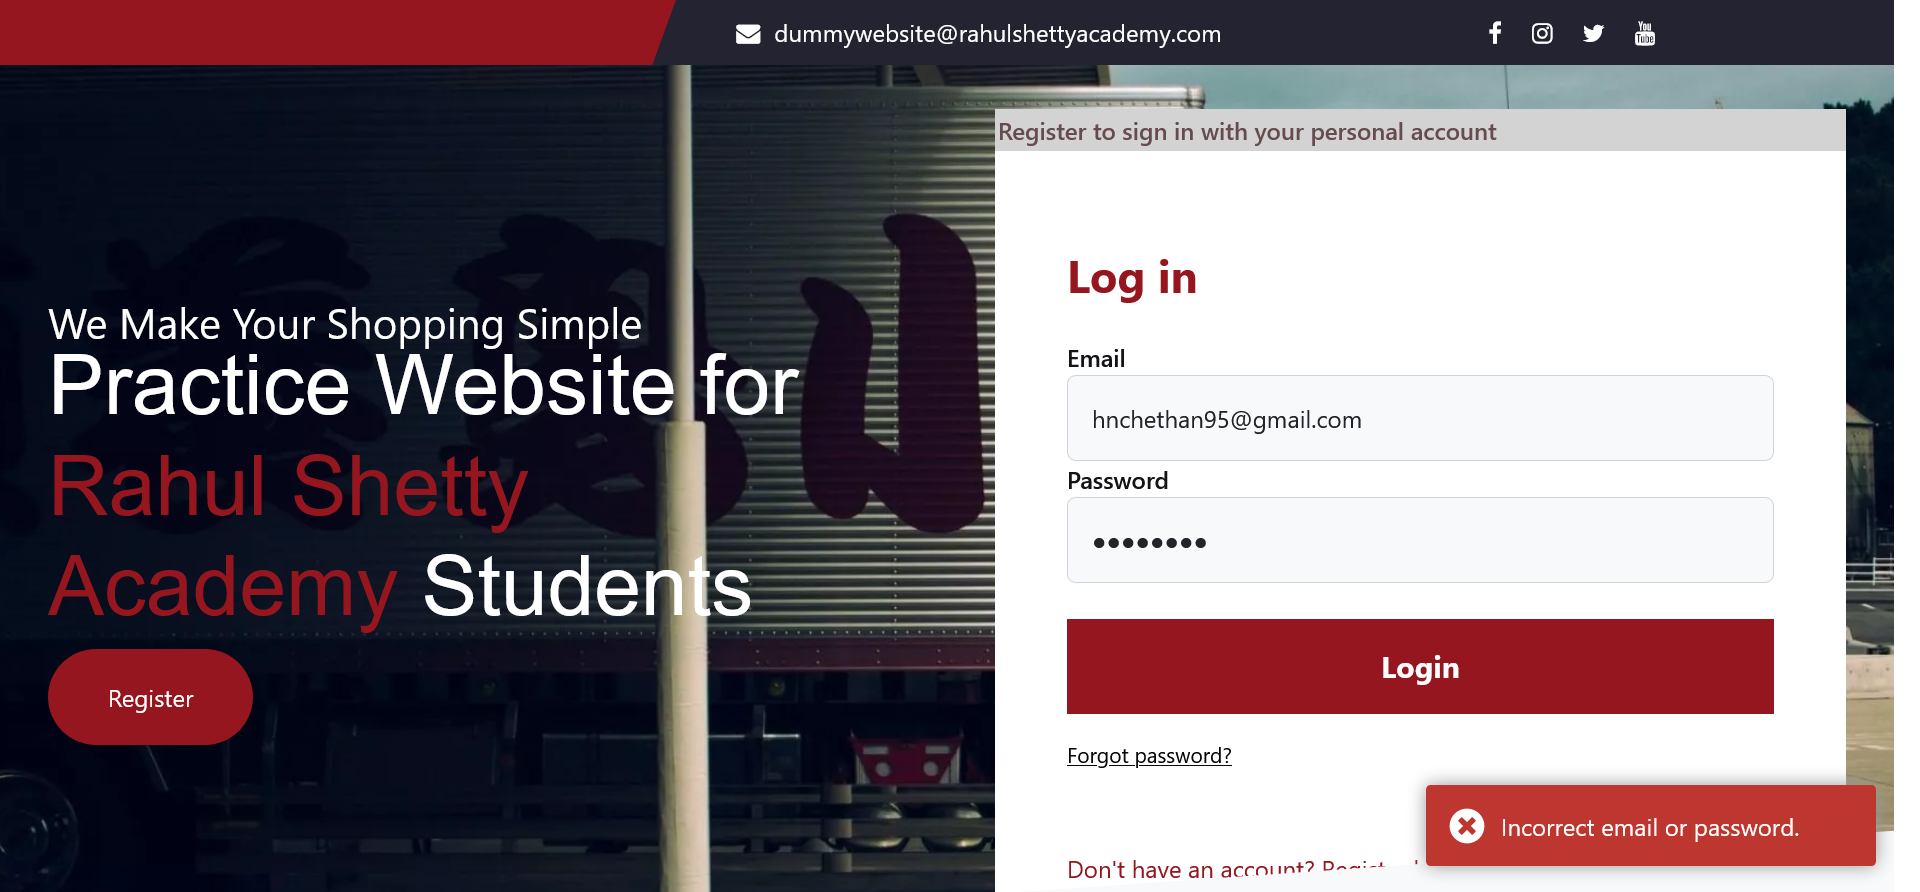 dummywebsite@rahulshettyacademy.com
You
Tube
Register to sign in with your personal account
We Make Your Shopping Simple
Practice Website for
Rahul Shetty
Academy Students
Register
Log in
Email
hnchethan95@gmail.com
Password
Login
Forgot password?
Incorrect email or password.
Don't have an account?